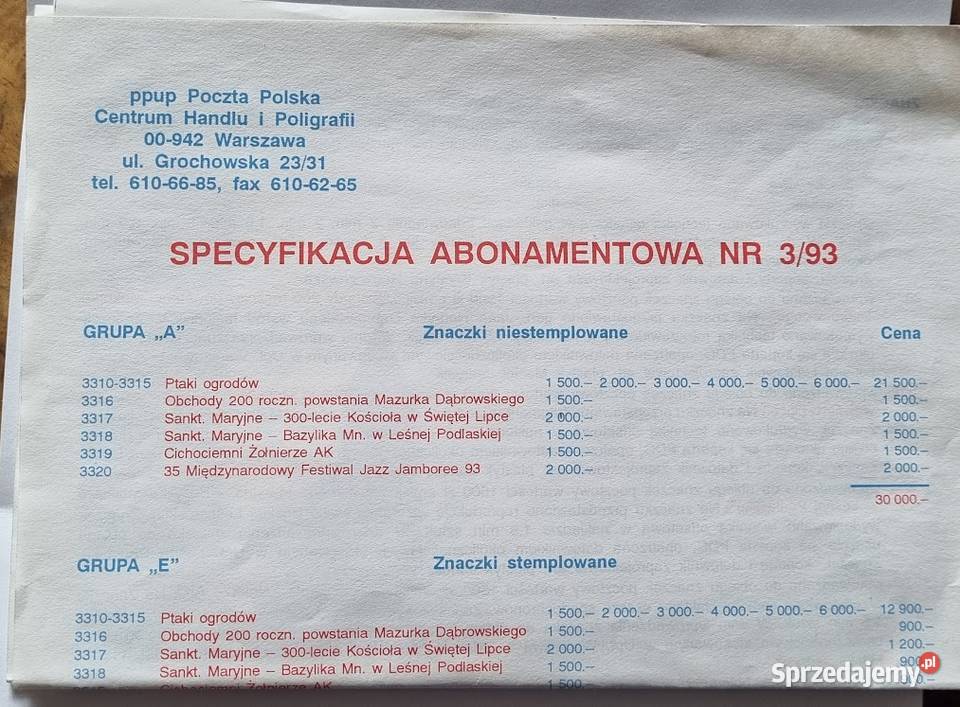 ppup Poczta Polska
Centrum Handlu i Poligrafii
00-942 Warszawa
ul. Grochowska 23/31
tel. 610-66-85, fax 610-62-65
SPECYFIKACJA ABONAMENTOWA NR 3/93
GRUPA „A” Znaczki niestemplowane Cena
3310-3315 Ptaki ogrodów 1 500.– 2 000.– 3 000.– 4 000.– 5 000.– 6 000.– 21 500.–
3316 Obchody 200 roczn. powstania Mazurka Dąbrowskiego 1 500.– 1 500.–
3317 Sankt. Maryjne – 300-lecie Kościoła w Świętej Lipce 2 000.– 2 000.–
3318 Sankt. Maryjne – Bazylika Mn. w Leśnej Podlaskiej 1 500.– 1 500.–
3319 Cichociemni Żołnierze AK 1 500.– 1 500.–
3320 35 Międzynarodowy Festiwal Jazz Jamboree 93 2 000.– 2 000.–
30 000.–
GRUPA „E” Znaczki stemplowane
3310-3315 Ptaki ogrodów 1 500.– 2 000.– 3 000.– 4 000.– 5 000.– 6 000.– 12 900.–
3316 Obchody 200 roczn. powstania Mazurka Dąbrowskiego 1 500.– 900.–
3317 Sankt. Maryjne – 300-lecie Kościoła w Świętej Lipce 2 000.– 1 200.–
3318 Sankt. Maryjne – Bazylika Mn. w Leśnej Podlaskiej 1 500.–
Cichociemni Żołnierze AK 1 500.–
Sprzedajemy.pl